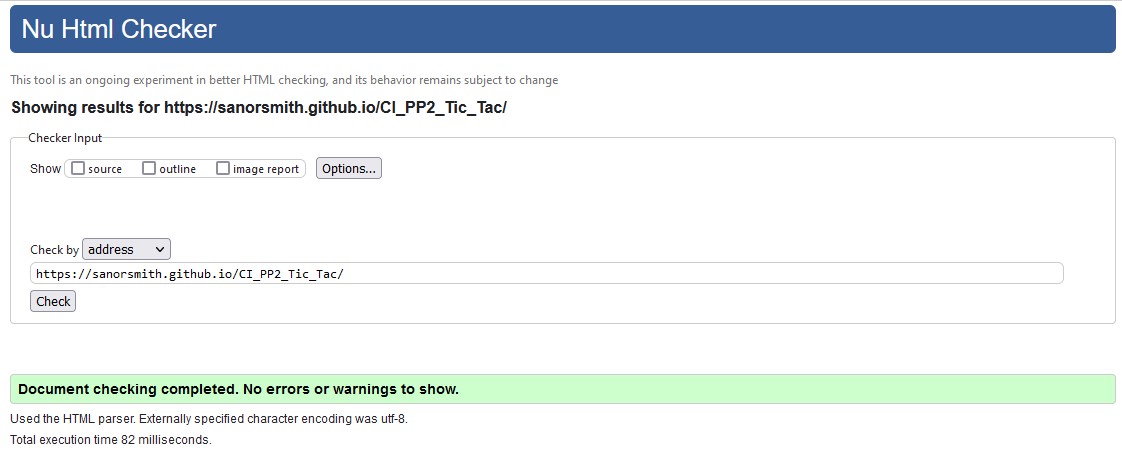 Nu Html Checker
This tool is an ongoing experiment in better HTML checking, and its behavior remains subject to change
Showing results for https://sanorsmith.github.io/CI_PP2_Tic_Tac/
Checker Input
Show source outline image report Options...
Check by address
https://sanorsmith.github.io/CI_PP2_Tic_Tac/
Check
Document checking completed. No errors or warnings to show.
Used the HTML parser. Externally specified character encoding was utf-8.
Total execution time 82 milliseconds.